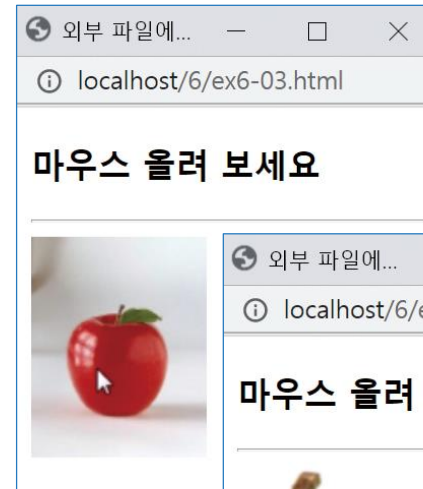 외부 파일에...
localhost/6/ex6-03.html
마우스 올려 보세요
외부 파일에...
localhost/6/
마우스 올려